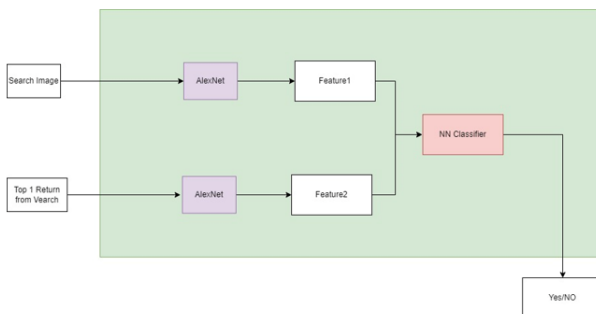 Search Image
AlexNet
Feature1
NN Classifier
Top 1 Return
from Vearch
AlexNet
Feature2
Yes/NO